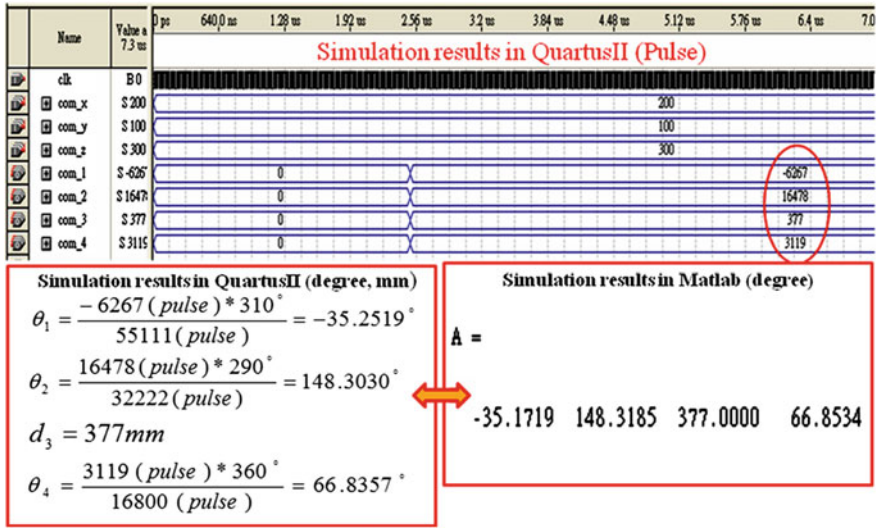 Name
Value a
7.3 us
0 ps 640.0 ns 1.28 us 1.92 us 2.56 us 3.2 us 3.84 us 4.48 us 5.12 us 5.76 us 6.4 us 7.0
Simulation results in QuartusII (Pulse)
clk B 0
com_x S 200 200
com_y S 100 100
com_z S 300 300
com_1 S -626 0 -6267
com_2 S 1647 0 16478
com_3 S 377 0 377
com_4 S 3119 0 3119
Simulation results in QuartusII (degree, mm)
θ₁ = − 6267 ( pulse ) * 310° / 55111 ( pulse ) = −35.2519°
θ₂ = 16478 ( pulse ) * 290° / 32222 ( pulse ) = 148.3030°
d₃ = 377mm
θ₄ = 3119 ( pulse ) * 360° / 16800 ( pulse ) = 66.8357°
Simulation results in Matlab (degree)
A =
-35.1719 148.3185 377.0000 66.8534